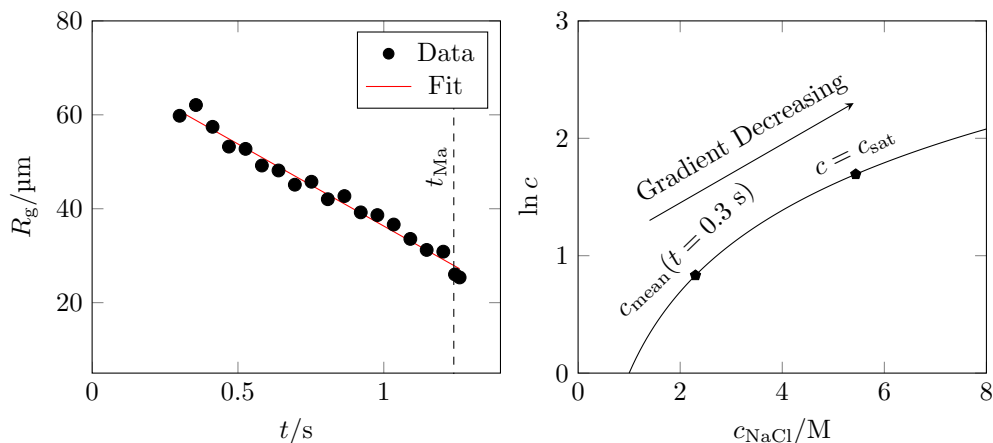 80
60
40
20
0
0.5
1
R_g/µm
t/s
Data
Fit
t_Ma
3
2
1
0
0
2
4
6
8
ln c
c_NaCl/M
Gradient Decreasing
c = c_sat
c_mean(t = 0.3 s)